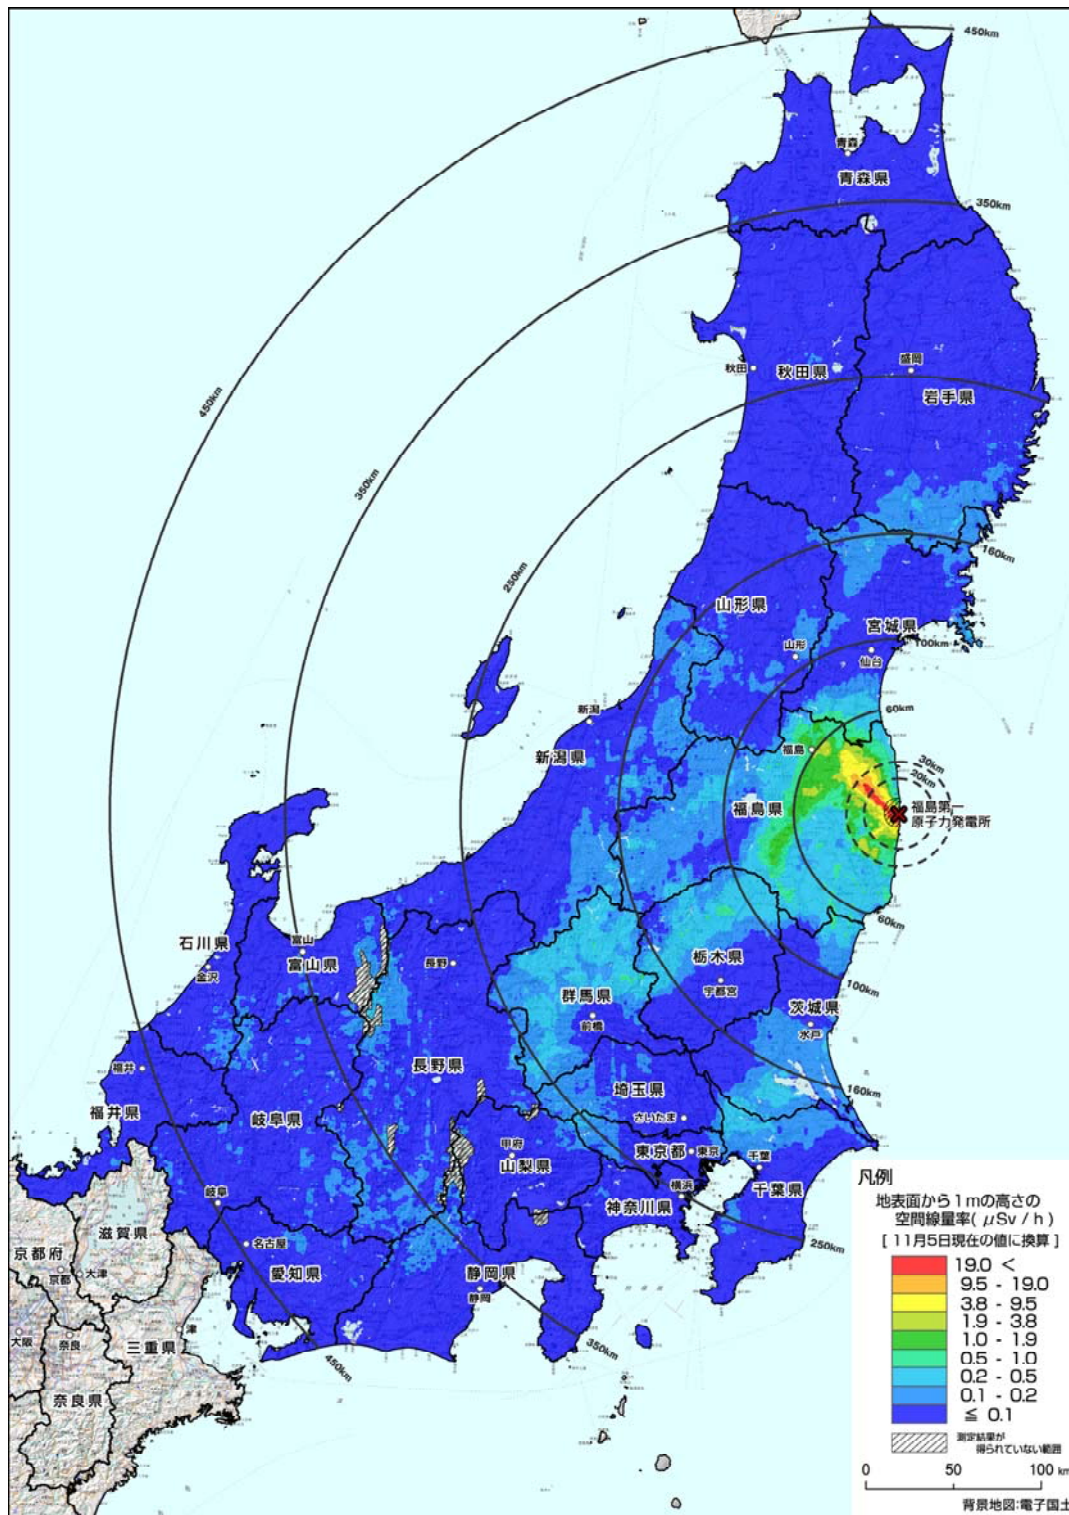 450km
青森
青森県
350km
450km
秋田
秋田県
盛岡
岩手県
350km
250km
160km
山形県
宮城県
山形
仙台
100km
新潟
60km
新潟県
福島
30km
20km
福島県
福島第一
原子力発電所
60km
石川県
富山
富山県
金沢
長野
栃木県
宇都宮
群馬県
前橋
100km
茨城県
水戸
長野県
福井
福井県
岐阜県
埼玉県
さいたま
160km
甲府
山梨県
東京都
東京
千葉
千葉県
横浜
神奈川県
岐阜
滋賀県
250km
京都府
京都
大津
名古屋
愛知県
静岡県
静岡
大阪
奈良
津
三重県
350km
450km
奈良県
凡例
地表面から1mの高さの
空間線量率( μSv / h )
[ 11月5日現在の値に換算 ]
19.0 <
9.5 - 19.0
3.8 - 9.5
1.9 - 3.8
1.0 - 1.9
0.5 - 1.0
0.2 - 0.5
0.1 - 0.2
≦ 0.1
測定結果が
得られていない範囲
0 50 100 km
背景地図:電子国土